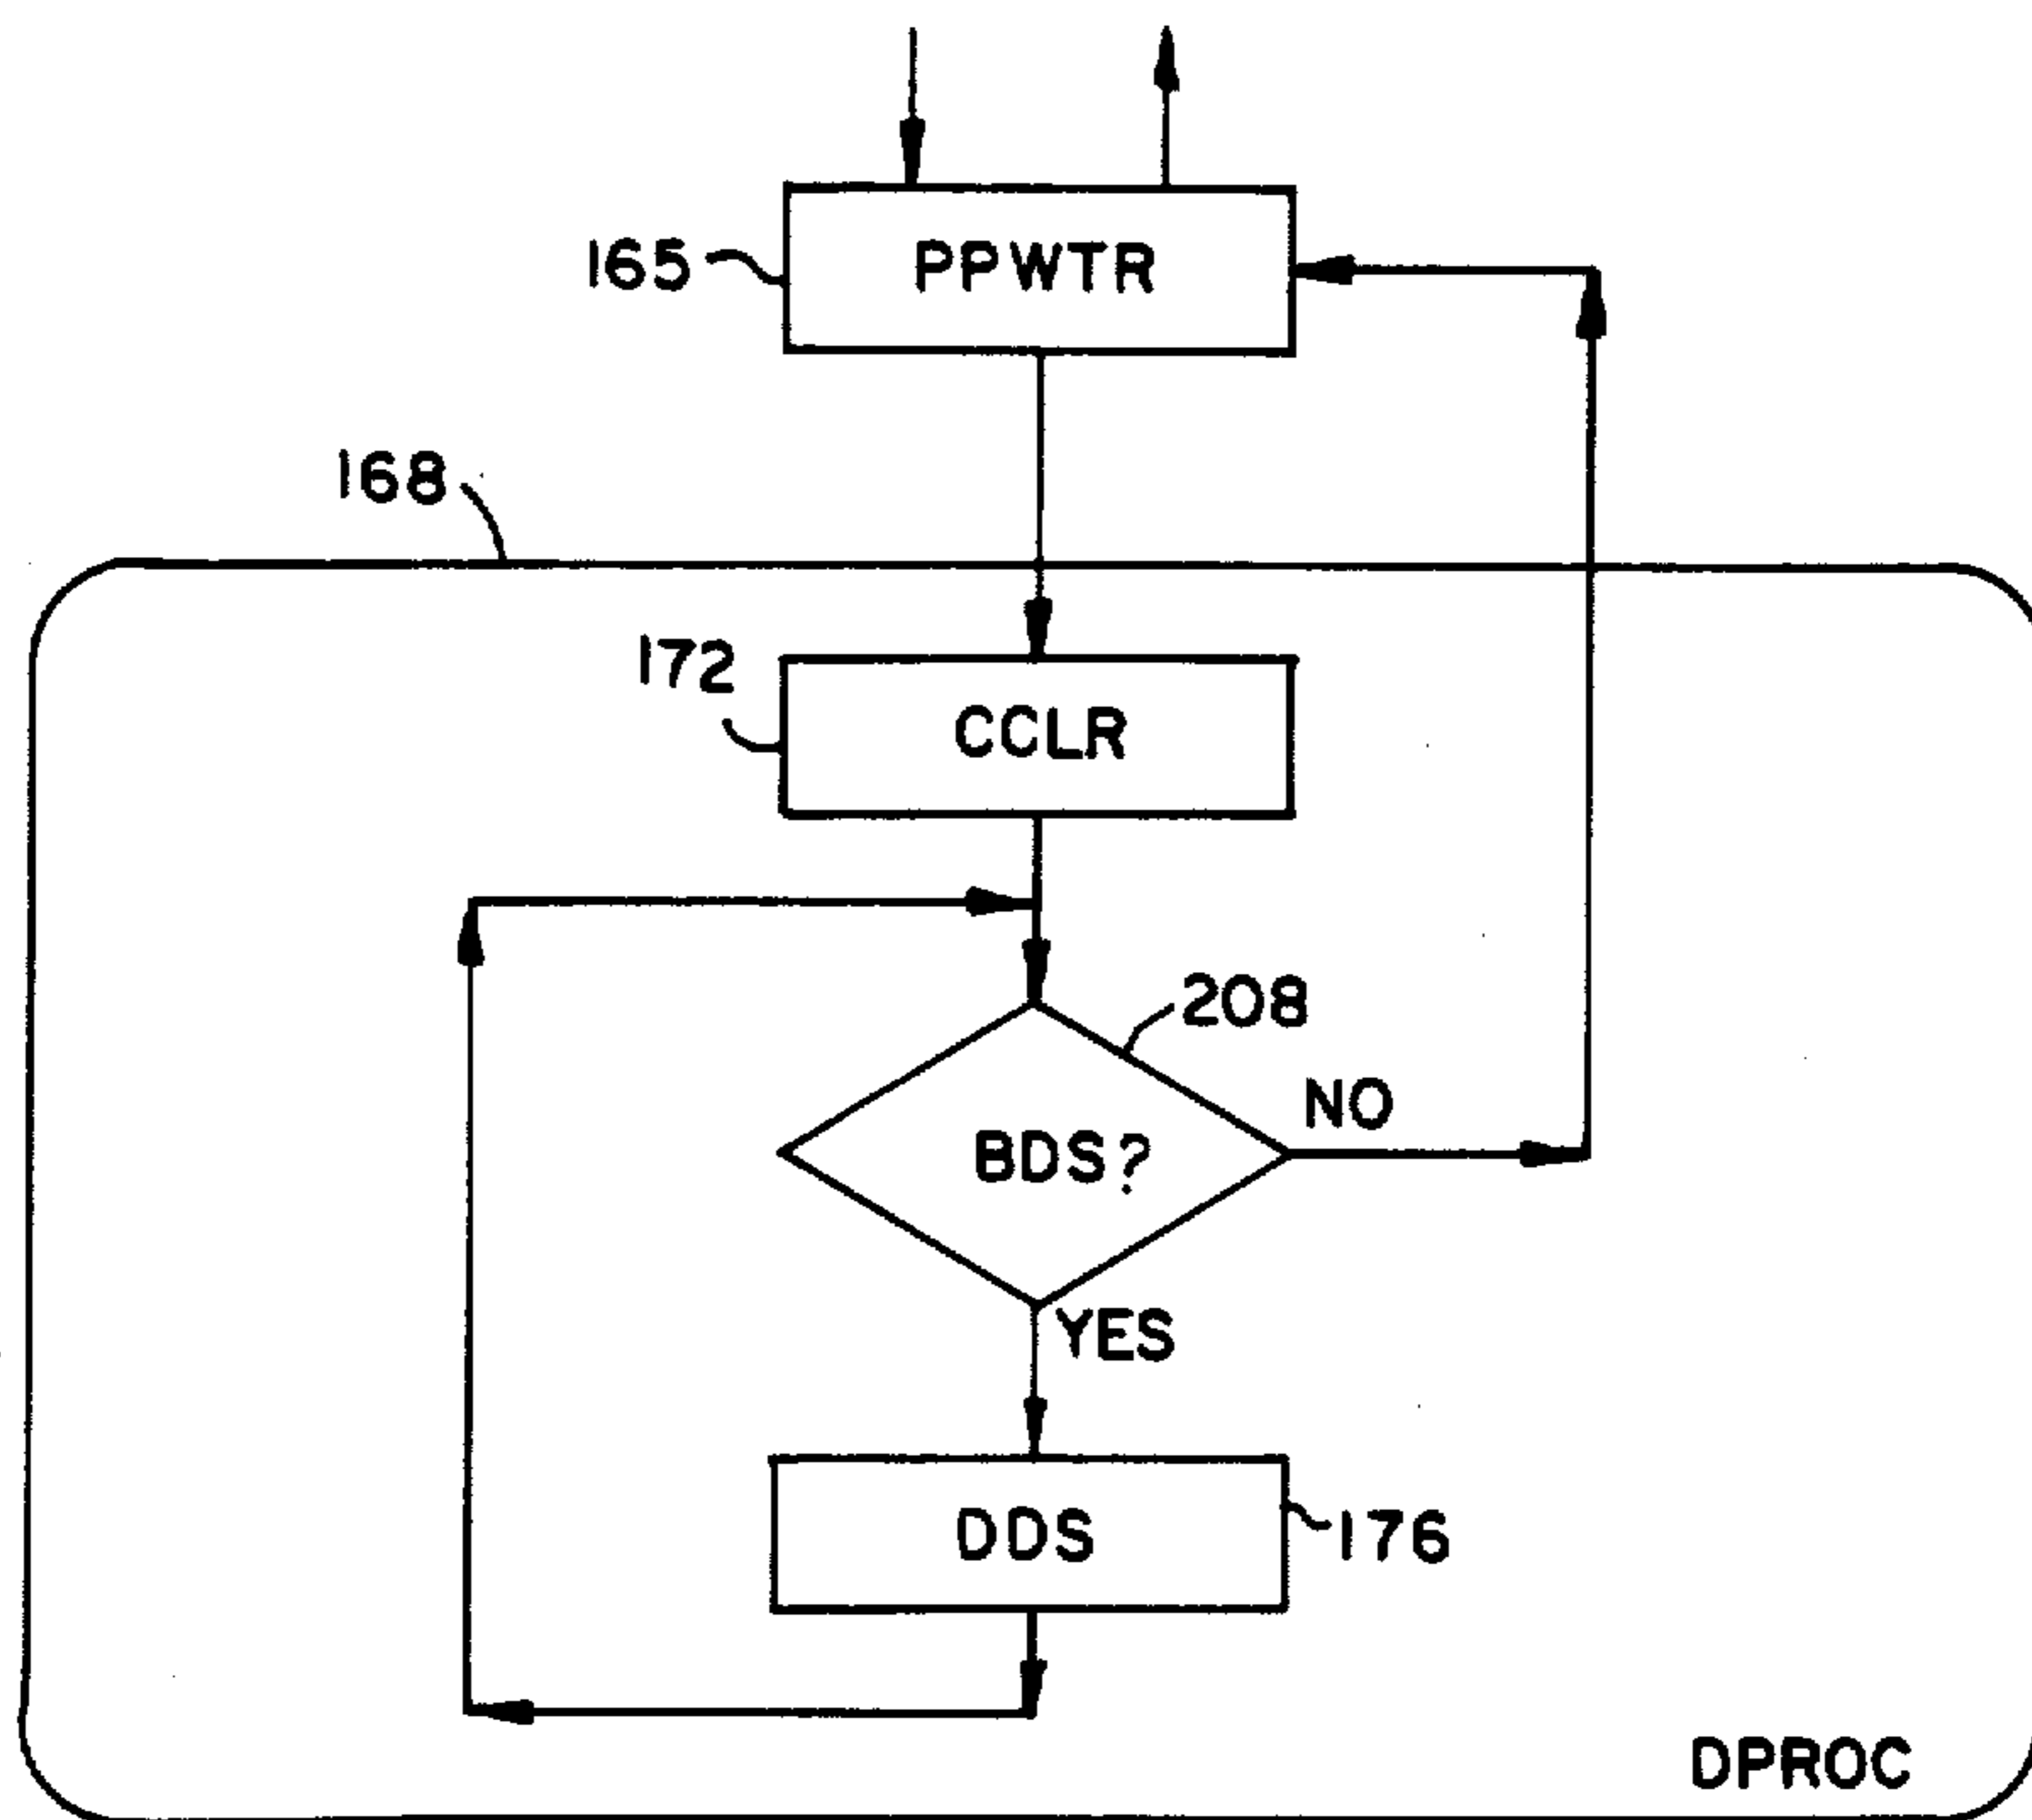 165
PPWTR
168
172
CCLR
208
NO
BDS?
YES
DDS
176
DPROC